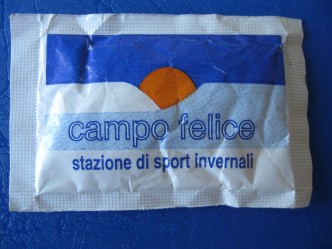 campo felice
stazione di sport invernali